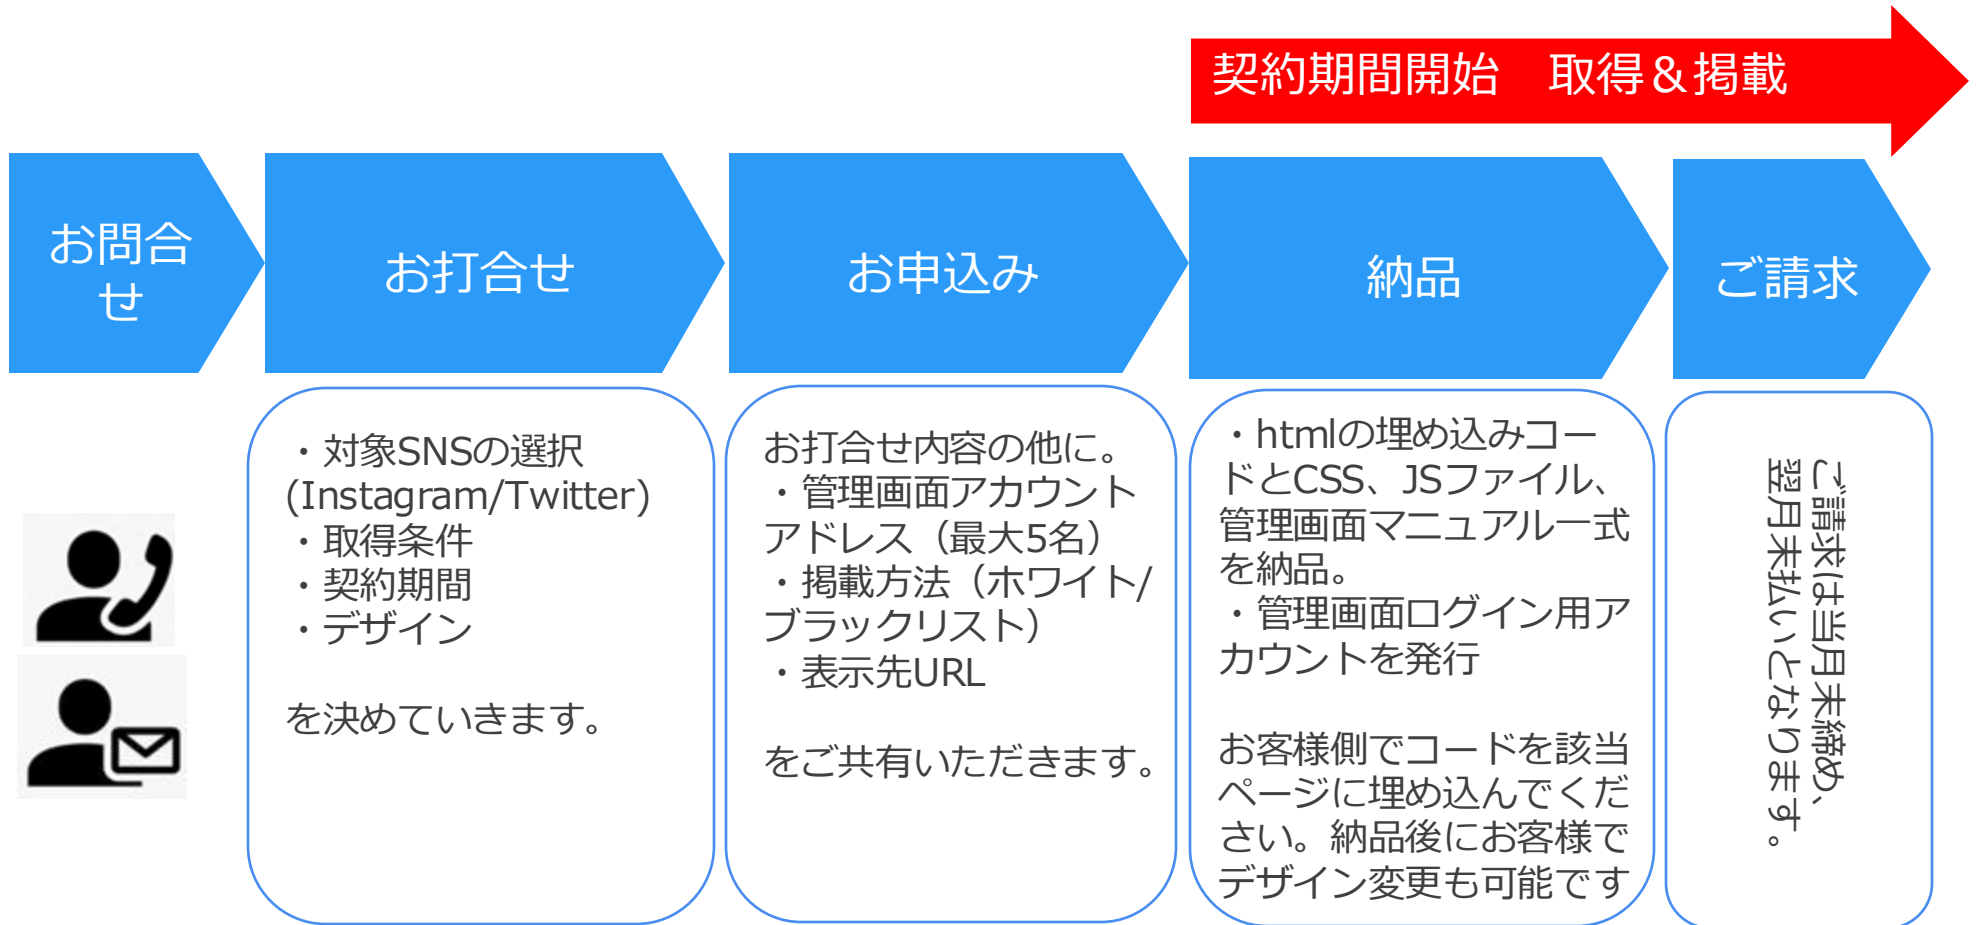 契約期間開始　取得＆掲載
お問合
せ
お打合せ
お申込み
納品
ご請求
・対象SNSの選択
(Instagram/Twitter)
・取得条件
・契約期間
・デザイン
を決めていきます。
お打合せ内容の他に。
・管理画面アカウント
アドレス（最大5名）
・掲載方法（ホワイト/
ブラックリスト）
・表示先URL
をご共有いただきます。
・htmlの埋め込みコー
ドとCSS、JSファイル、
管理画面マニュアル一式
を納品。
・管理画面ログイン用ア
カウントを発行
お客様側でコードを該当
ページに埋め込んでくだ
さい。納品後にお客様で
デザイン変更も可能です
ご請求は当月末締め、
翌月末払いとなります。